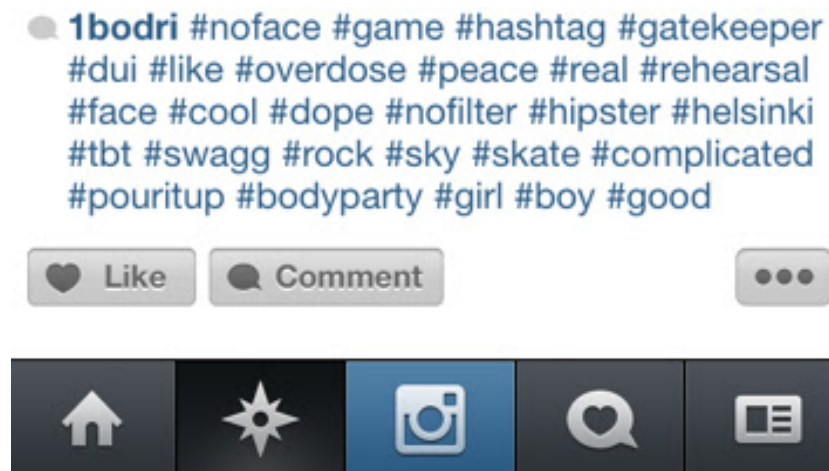 1bodri #noface #game #hashtag #gatekeeper
#dui #like #overdose #peace #real #rehearsal
#face #cool #dope #nofilter #hipster #helsinki
#tbt #swagg #rock #sky #skate #complicated
#pouritup #bodyparty #girl #boy #good
Like Comment